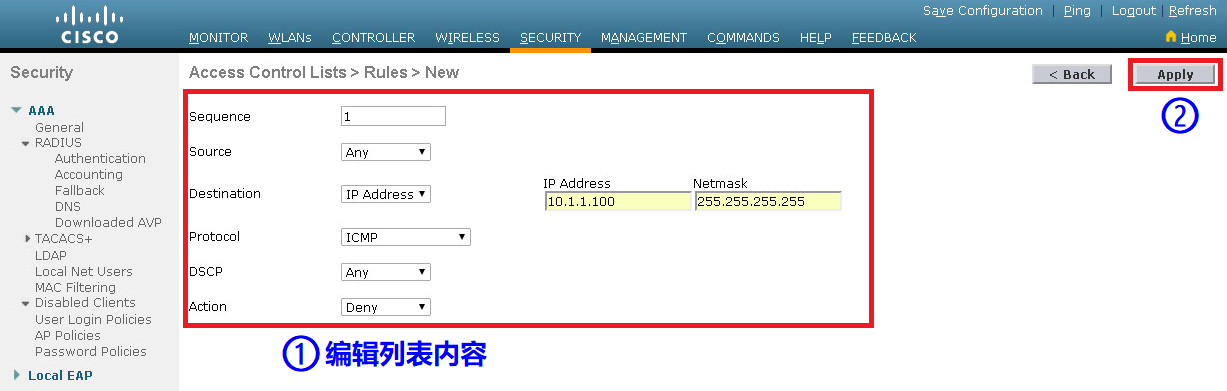 Save Configuration | Ping | Logout | Refresh
CISCO
MONITOR WLANs CONTROLLER WIRELESS SECURITY MANAGEMENT COMMANDS HELP FEEDBACK Home
Security
AAA
General
RADIUS
Authentication
Accounting
Fallback
DNS
Downloaded AVP
TACACS+
LDAP
Local Net Users
MAC Filtering
Disabled Clients
User Login Policies
AP Policies
Password Policies
Local EAP
Access Control Lists > Rules > New
< Back
Apply
②
Sequence 1
Source Any
IP Address Netmask
Destination IP Address 10.1.1.100 255.255.255.255
Protocol ICMP
DSCP Any
Action Deny
①编辑列表内容